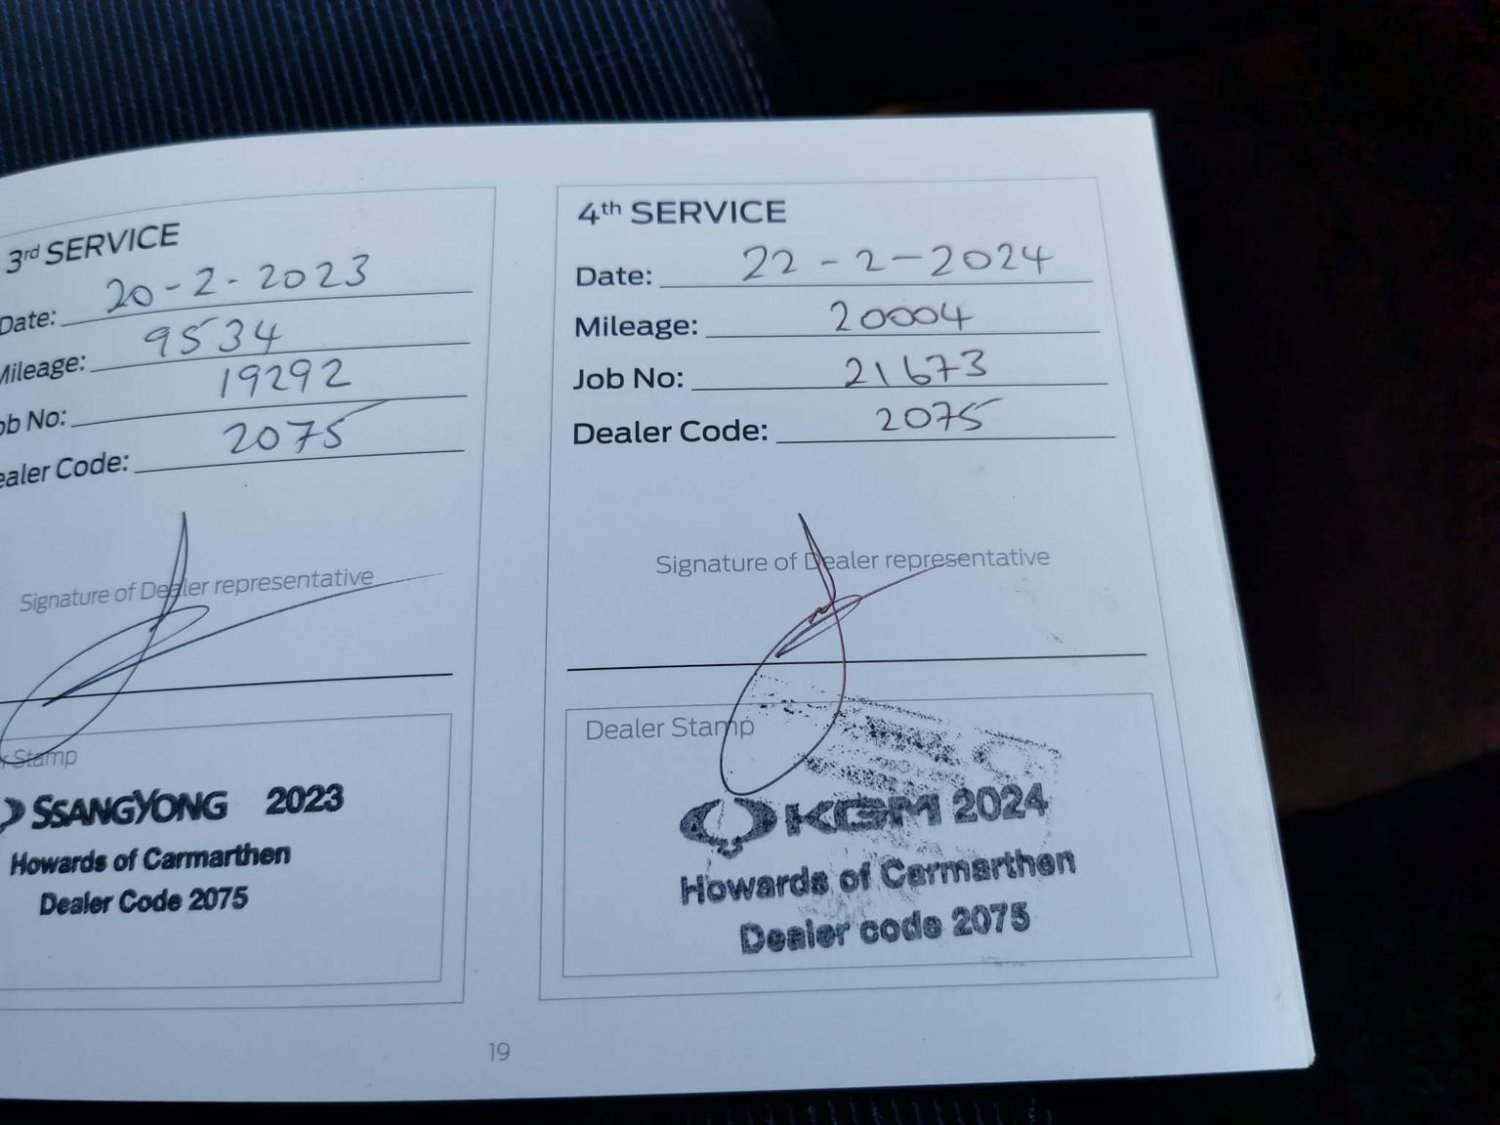 3rd SERVICE
Date: 20-2-2023
Mileage: 9534
ob No: 19292
ealer Code: 2075
Signature of Dealer representative
Stamp
SSANGYONG 2023
Howards of Carmarthen
Dealer Code 2075
4th SERVICE
Date: 22-2-2024
Mileage: 20004
Job No: 21673
Dealer Code: 2075
Signature of Dealer representative
Dealer Stamp
KGM 2024
Howards of Carmarthen
Dealer code 2075
19